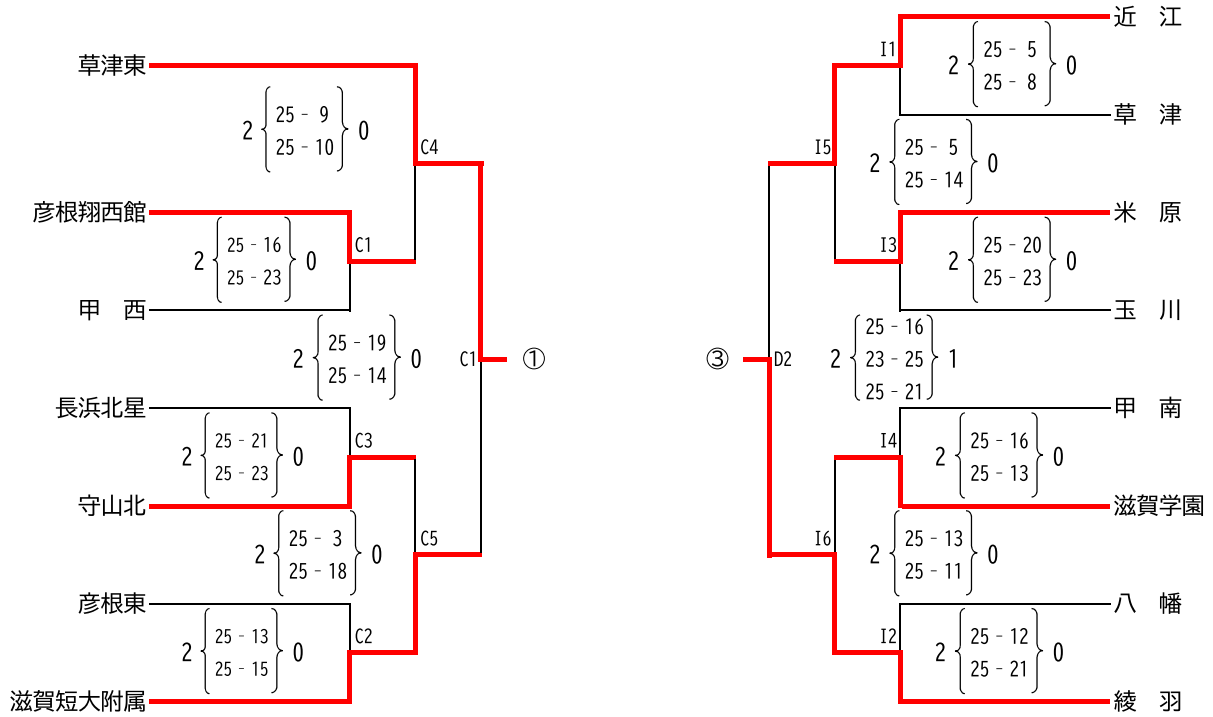 草津東
2 25 - 9 0
25 - 10
C4
彦根翔西館
2 25 - 16 0
25 - 23
C1
甲 西
2 25 - 19 0
25 - 14
C1
①
長浜北星
2 25 - 21 0
25 - 23
C3
守山北
2 25 - 3 0
25 - 18
C5
彦根東
2 25 - 13 0
25 - 15
C2
滋賀短大附属
近 江
I1
2 25 - 5 0
25 - 8
草 津
I5
2 25 - 5 0
25 - 14
米 原
I3
2 25 - 20 0
25 - 23
玉 川
③
D2
2 25 - 16 1
23 - 25
25 - 21
甲 南
I4
2 25 - 16 0
25 - 13
滋賀学園
I6
2 25 - 13 0
25 - 11
八 幡
I2
2 25 - 12 0
25 - 21
綾 羽